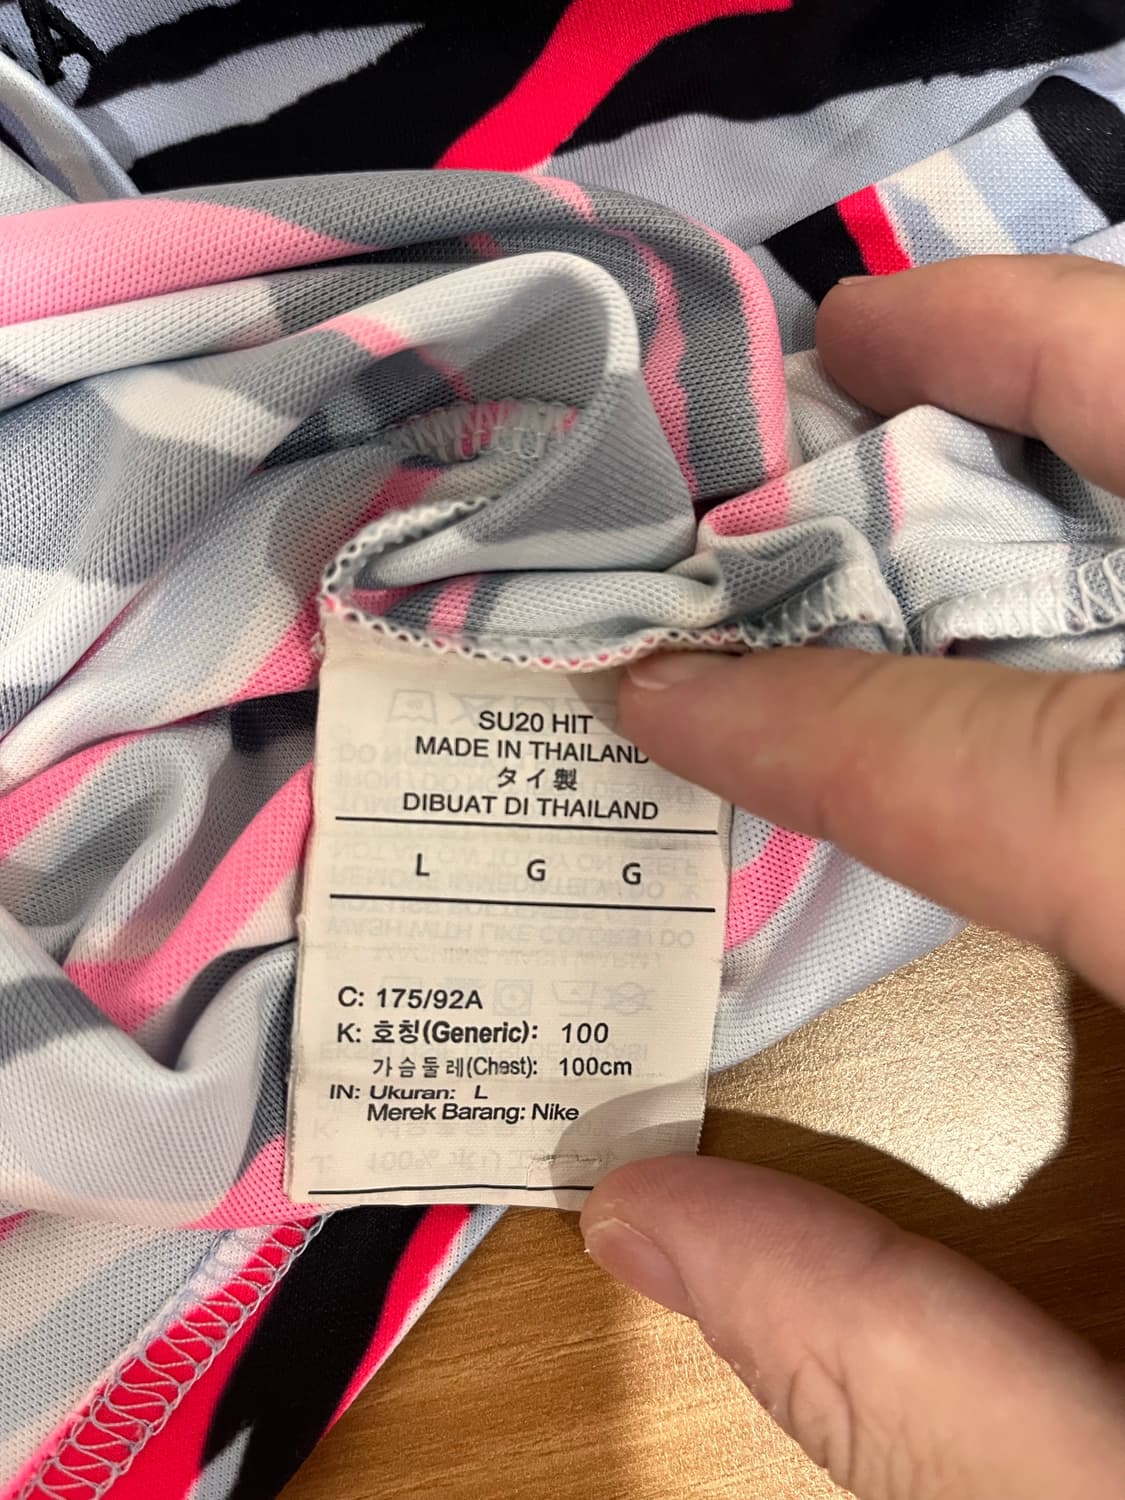 A
SU20 HIT
MADE IN THAILAND
タイ製
DIBUAT DI THAILAND
L G G
C: 175/92A
K: 호칭(Generic): 100
가슴둘레(Chest): 100cm
IN: Ukuran: L
Merek Barang: Nike